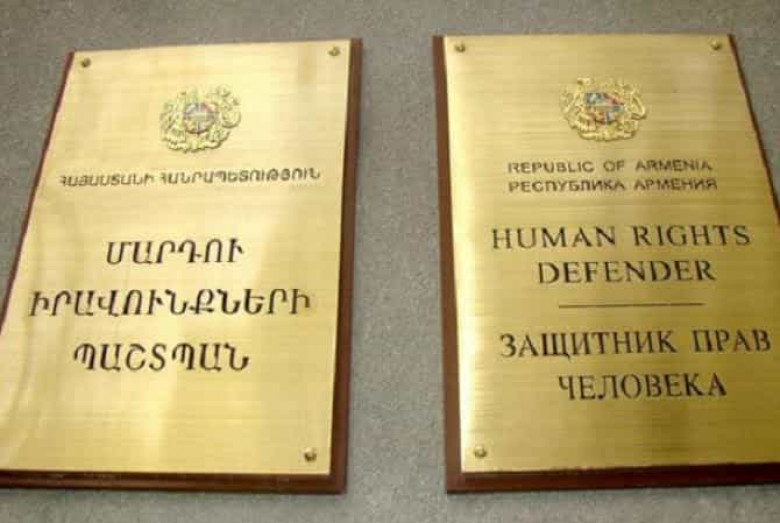 ՀԱՅԱՍՏԱՆԻ ՀԱՆՐԱՊԵՏՈՒԹՅՈՒՆ
ՄԱՐԴՈՒ
ԻՐԱՎՈՒՆՔՆԵՐԻ
ՊԱՇՏՊԱՆ
REPUBLIC OF ARMENIA
РЕСПУБЛИКА АРМЕНИЯ
HUMAN RIGHTS
DEFENDER
ЗАЩИТНИК ПРАВ
ЧЕЛОВЕКА